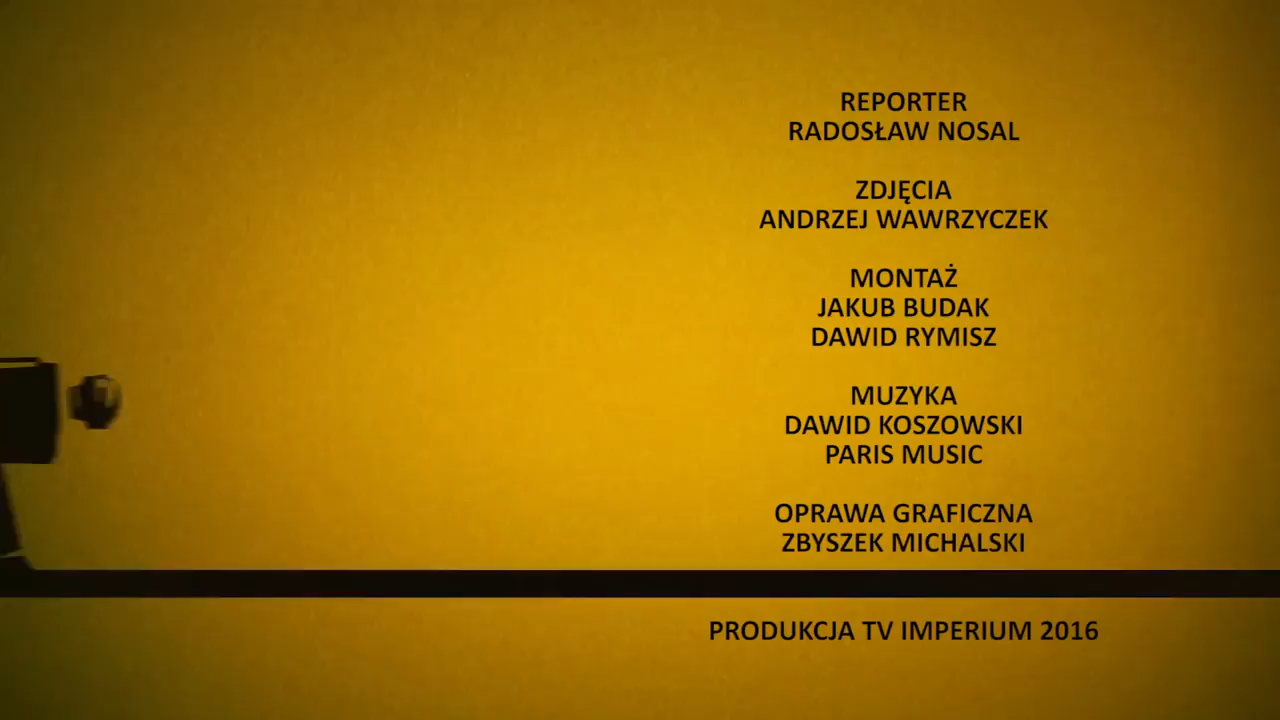 REPORTER
RADOSŁAW NOSAL
ZDJĘCIA
ANDRZEJ WAWRZYCZEK
MONTAŻ
JAKUB BUDAK
DAWID RYMISZ
MUZYKA
DAWID KOSZOWSKI
PARIS MUSIC
OPRAWA GRAFICZNA
ZBYSZEK MICHALSKI
PRODUKCJA TV IMPERIUM 2016